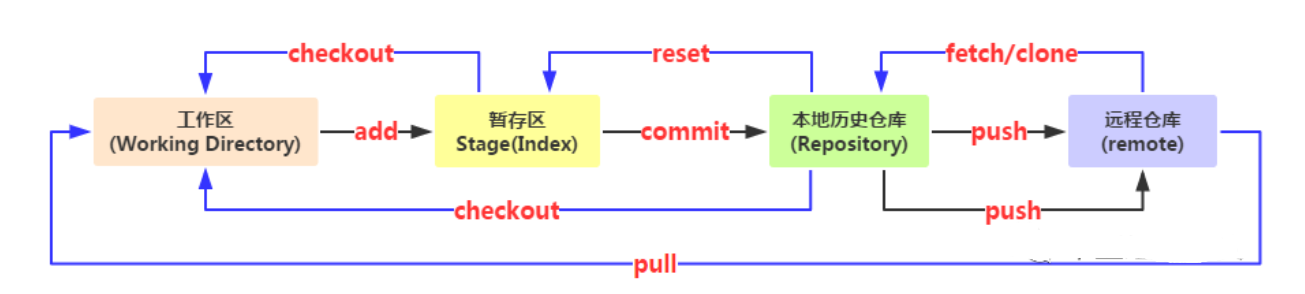 checkout
reset
fetch/clone
工作区
(Working Directory)
add
暂存区
Stage(Index)
commit
本地历史仓库
(Repository)
push
远程仓库
(remote)
checkout
push
pull